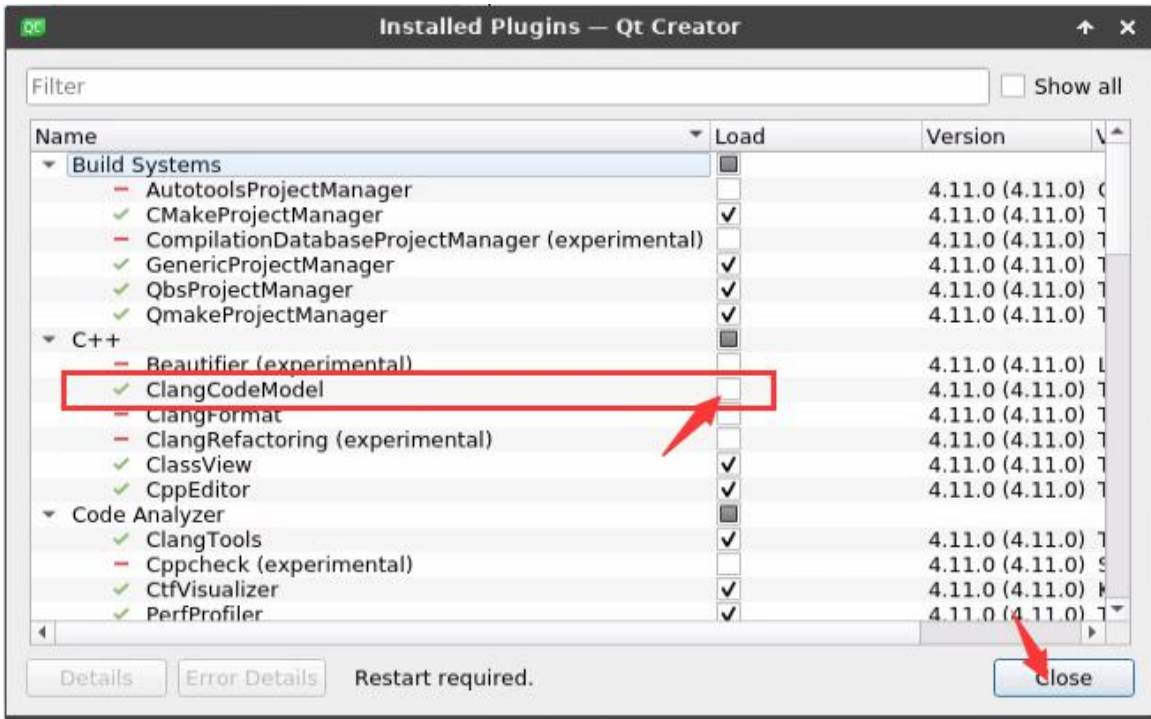 Installed Plugins — Qt Creator
Filter
Show all
Name Load Version
Build Systems
AutotoolsProjectManager 4.11.0 (4.11.0)
CMakeProjectManager 4.11.0 (4.11.0)
CompilationDatabaseProjectManager (experimental) 4.11.0 (4.11.0)
GenericProjectManager 4.11.0 (4.11.0)
QbsProjectManager 4.11.0 (4.11.0)
QmakeProjectManager 4.11.0 (4.11.0)
C++
Beautifier (experimental) 4.11.0 (4.11.0)
ClangCodeModel 4.11.0 (4.11.0)
ClangFormat 4.11.0 (4.11.0)
ClangRefactoring (experimental) 4.11.0 (4.11.0)
ClassView 4.11.0 (4.11.0)
CppEditor 4.11.0 (4.11.0)
Code Analyzer
ClangTools 4.11.0 (4.11.0)
Cppcheck (experimental) 4.11.0 (4.11.0)
CtfVisualizer 4.11.0 (4.11.0)
PerfProfiler 4.11.0 (4.11.0)
Details Error Details Restart required. Close